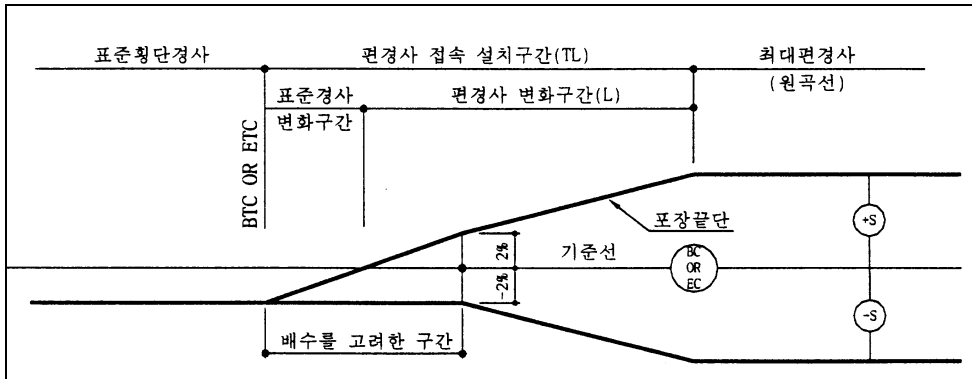 표준횡단경사
편경사 접속 설치구간(TL)
최대편경사
(원곡선)
표준경사
변화구간
편경사 변화구간(L)
BTC OR ETC
포장끝단
+S
2%
기준선
BC
OR
EC
-2%
-S
배수를 고려한 구간